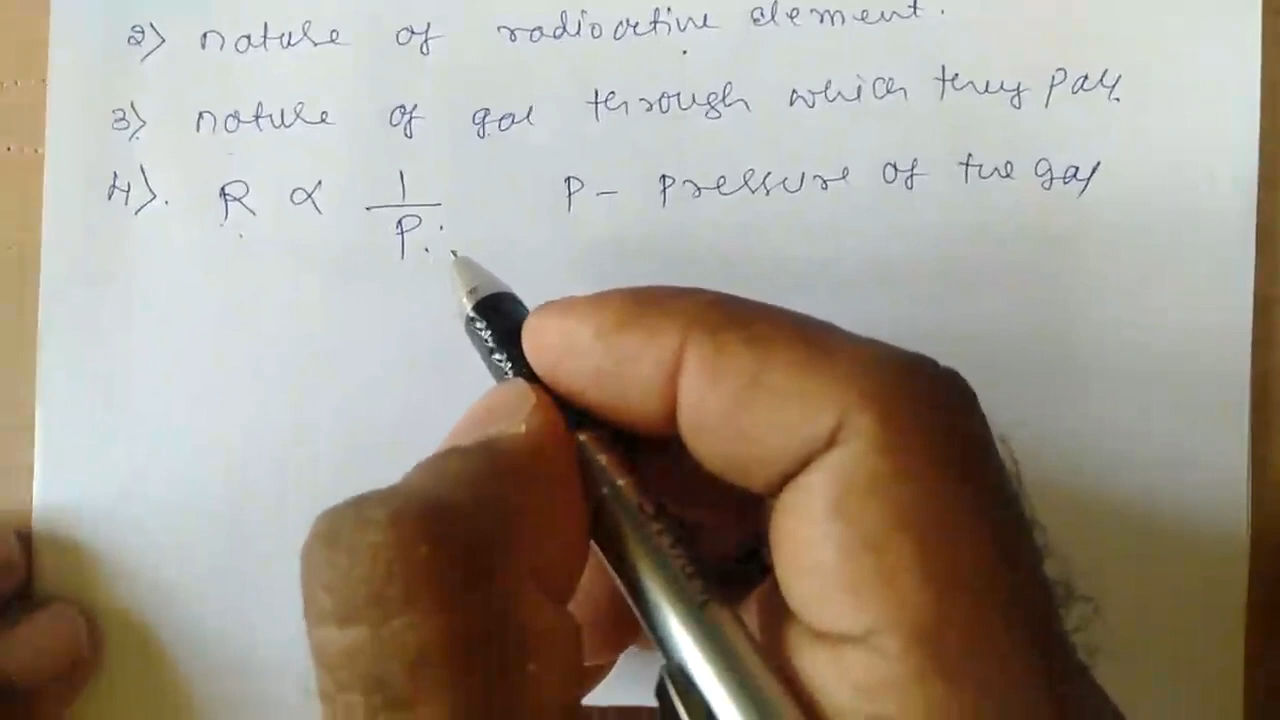 2) nature of radioactive element.
3) nature of gas through which they pass.
4). R ∝ 1/P. P - pressure of the gas